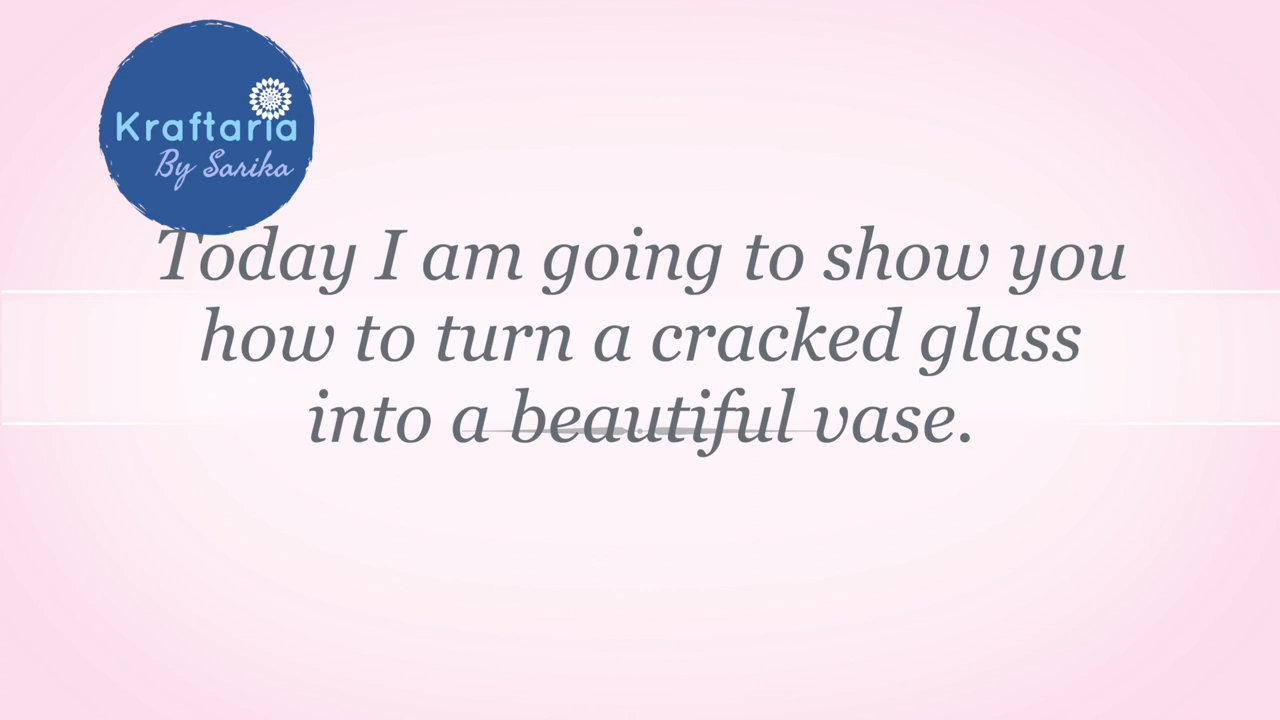 Kraftaria
By Sarika
Today I am going to show you
how to turn a cracked glass
into a beautiful vase.